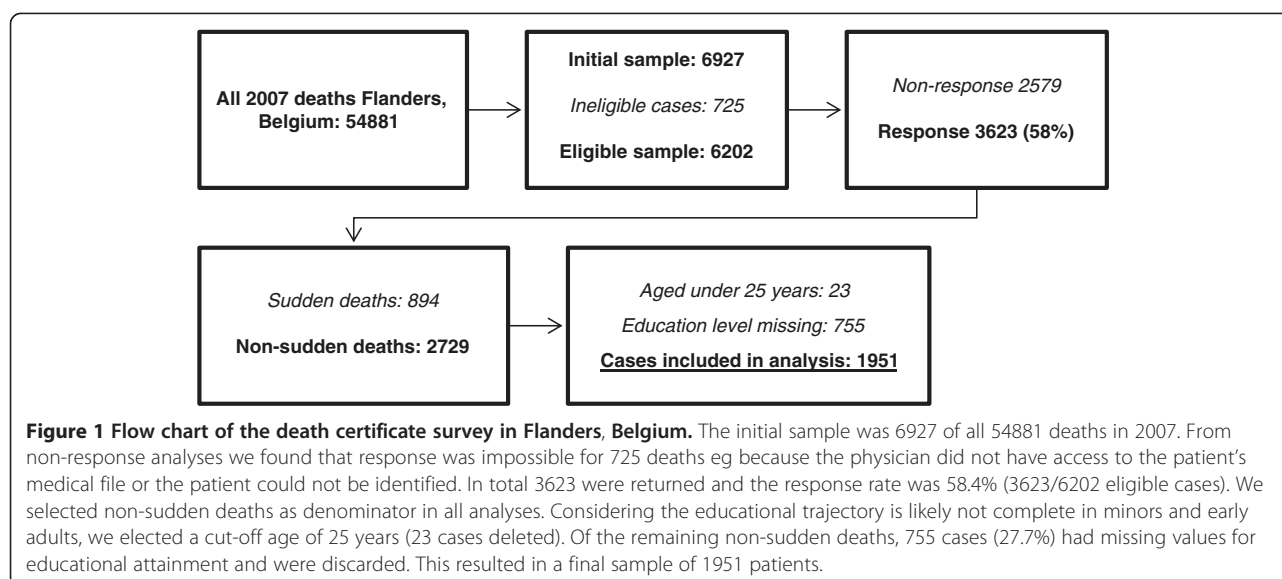 All 2007 deaths Flanders,
Belgium: 54881
Initial sample: 6927
Ineligible cases: 725
Eligible sample: 6202
Non-response 2579
Response 3623 (58%)
Sudden deaths: 894
Non-sudden deaths: 2729
Aged under 25 years: 23
Education level missing: 755
Cases included in analysis: 1951
Figure 1 Flow chart of the death certificate survey in Flanders, Belgium. The initial sample was 6927 of all 54881 deaths in 2007. From
non-response analyses we found that response was impossible for 725 deaths eg because the physician did not have access to the patient's
medical file or the patient could not be identified. In total 3623 were returned and the response rate was 58.4% (3623/6202 eligible cases). We
selected non-sudden deaths as denominator in all analyses. Considering the educational trajectory is likely not complete in minors and early
adults, we elected a cut-off age of 25 years (23 cases deleted). Of the remaining non-sudden deaths, 755 cases (27.7%) had missing values for
educational attainment and were discarded. This resulted in a final sample of 1951 patients.